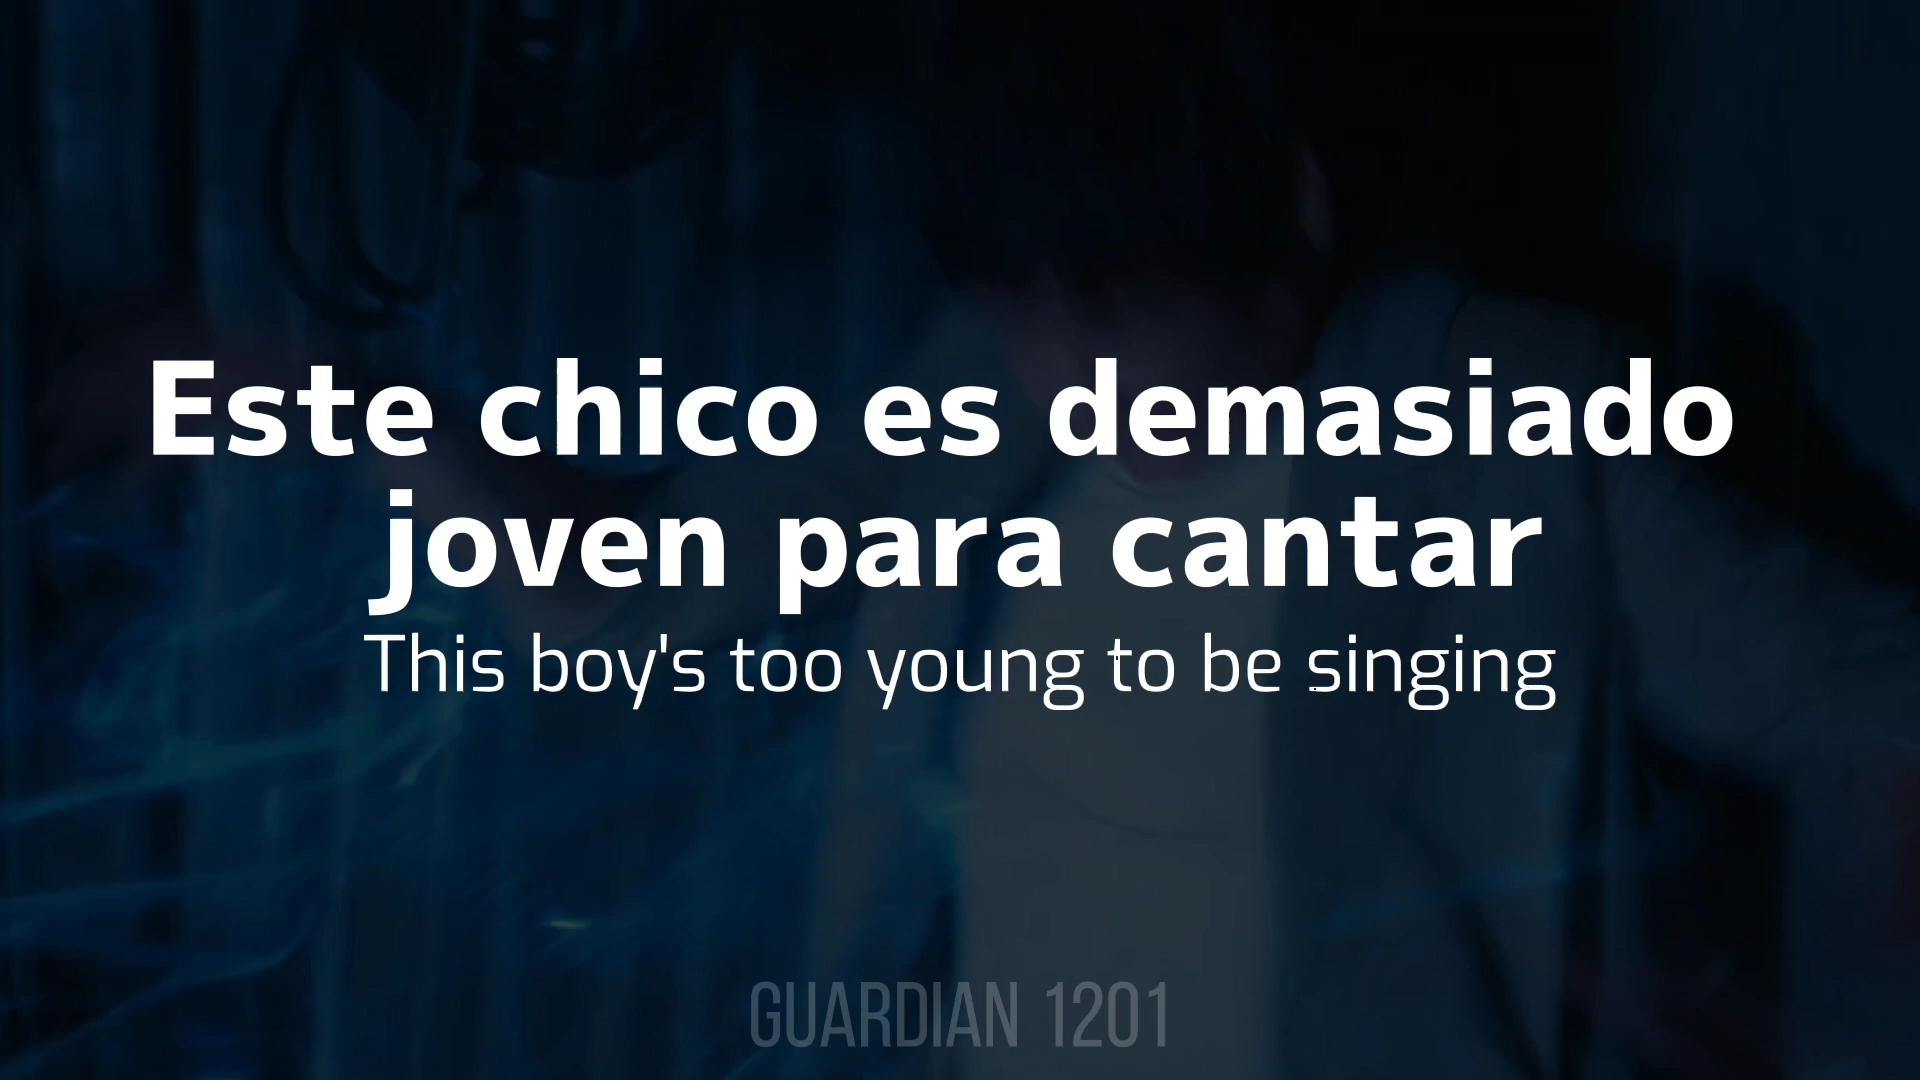 Este chico es demasiado
joven para cantar
This boy's too young to be singing
GUARDIAN 1201